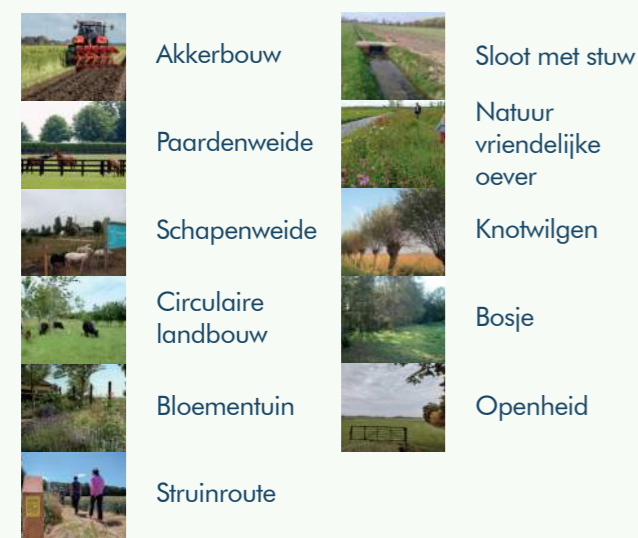 Akkerbouw
Paardenweide
Schapenweide
Circulaire
landbouw
Bloementuin
Struinroute
Sloot met stuw
Natuur
vriendelijke
oever
Knotwilgen
Bosje
Openheid